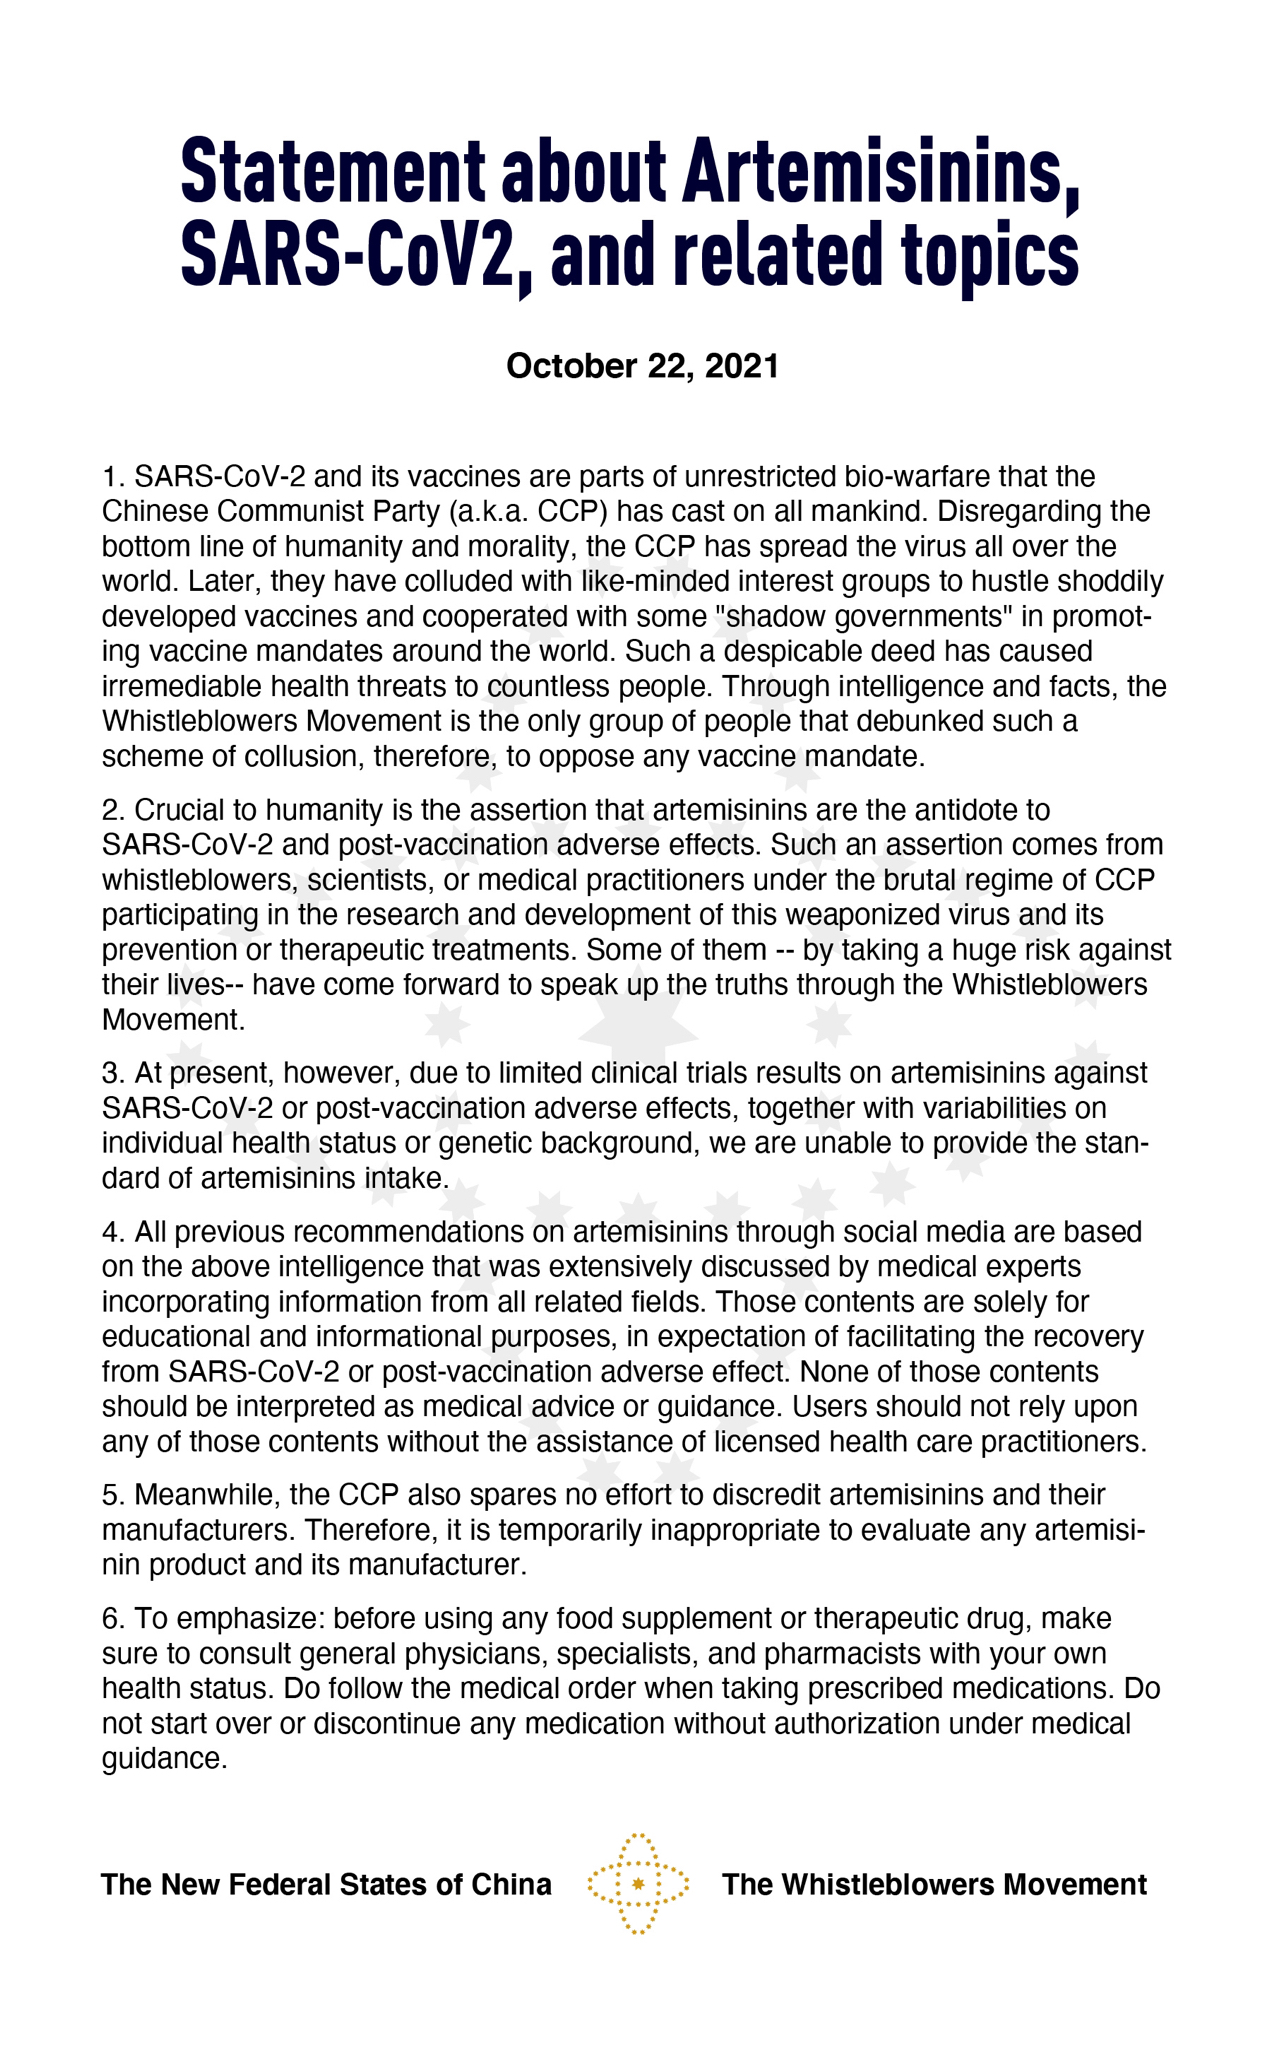 Statement about Artemisinins,
SARS-CoV2, and related topics
October 22, 2021
1. SARS-CoV-2 and its vaccines are parts of unrestricted bio-warfare that the
Chinese Communist Party (a.k.a. CCP) has cast on all mankind. Disregarding the
bottom line of humanity and morality, the CCP has spread the virus all over the
world. Later, they have colluded with like-minded interest groups to hustle shoddily
developed vaccines and cooperated with some "shadow governments" in promot-
ing vaccine mandates around the world. Such a despicable deed has caused
irremediable health threats to countless people. Through intelligence and facts, the
Whistleblowers Movement is the only group of people that debunked such a
scheme of collusion, therefore, to oppose any vaccine mandate.
2. Crucial to humanity is the assertion that artemisinins are the antidote to
SARS-CoV-2 and post-vaccination adverse effects. Such an assertion comes from
whistleblowers, scientists, or medical practitioners under the brutal regime of CCP
participating in the research and development of this weaponized virus and its
prevention or therapeutic treatments. Some of them -- by taking a huge risk against
their lives-- have come forward to speak up the truths through the Whistleblowers
Movement.
3. At present, however, due to limited clinical trials results on artemisinins against
SARS-CoV-2 or post-vaccination adverse effects, together with variabilities on
individual health status or genetic background, we are unable to provide the stan-
dard of artemisinins intake.
4. All previous recommendations on artemisinins through social media are based
on the above intelligence that was extensively discussed by medical experts
incorporating information from all related fields. Those contents are solely for
educational and informational purposes, in expectation of facilitating the recovery
from SARS-CoV-2 or post-vaccination adverse effect. None of those contents
should be interpreted as medical advice or guidance. Users should not rely upon
any of those contents without the assistance of licensed health care practitioners.
5. Meanwhile, the CCP also spares no effort to discredit artemisinins and their
manufacturers. Therefore, it is temporarily inappropriate to evaluate any artemisi-
nin product and its manufacturer.
6. To emphasize: before using any food supplement or therapeutic drug, make
sure to consult general physicians, specialists, and pharmacists with your own
health status. Do follow the medical order when taking prescribed medications. Do
not start over or discontinue any medication without authorization under medical
guidance.
The New Federal States of China
The Whistleblowers Movement